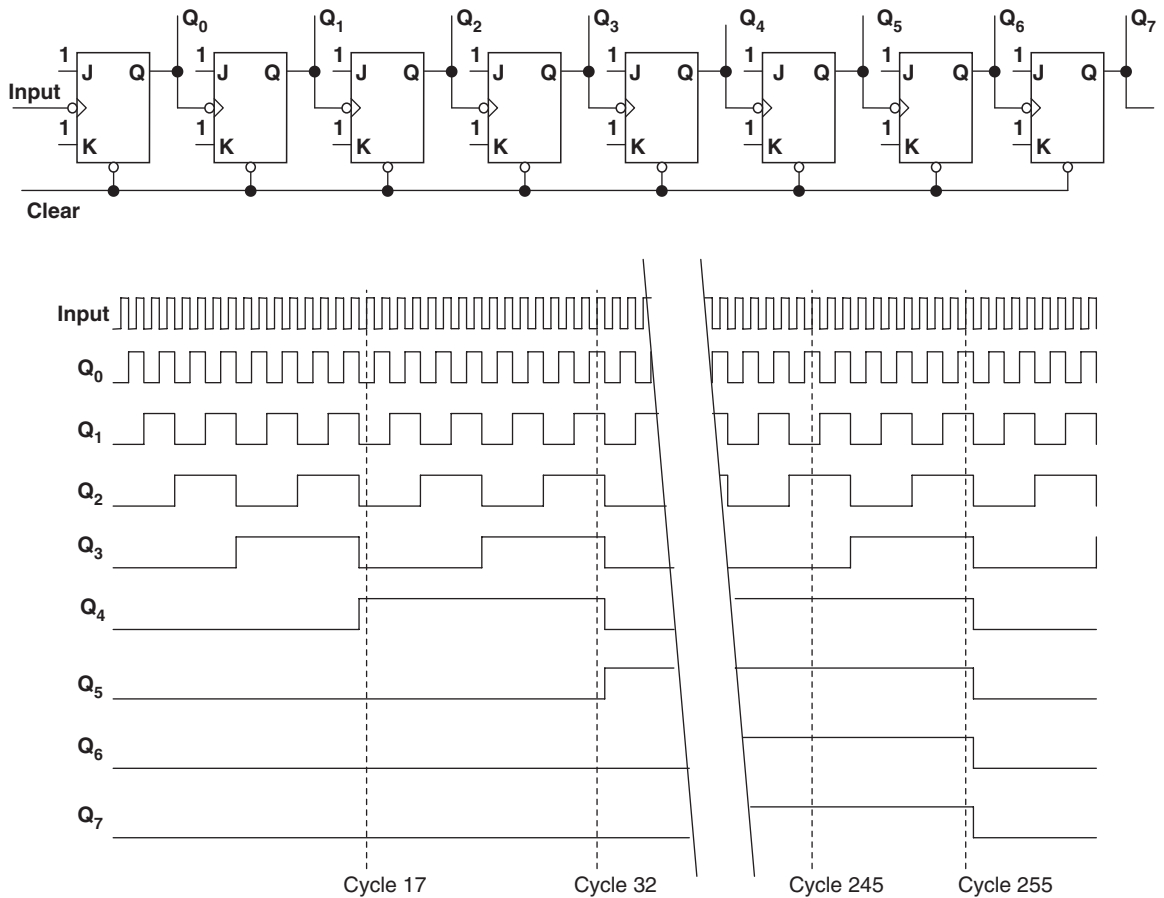 Q0 Q1 Q2 Q3 Q4 Q5 Q6 Q7
1 1 1 1 1 1 1 1
J Q J Q J Q J Q J Q J Q J Q J Q
Input
1 1 1 1 1 1 1 1
K K K K K K K K
Clear
Input
Q0
Q1
Q2
Q3
Q4
Q5
Q6
Q7
Cycle 17 Cycle 32 Cycle 245 Cycle 255